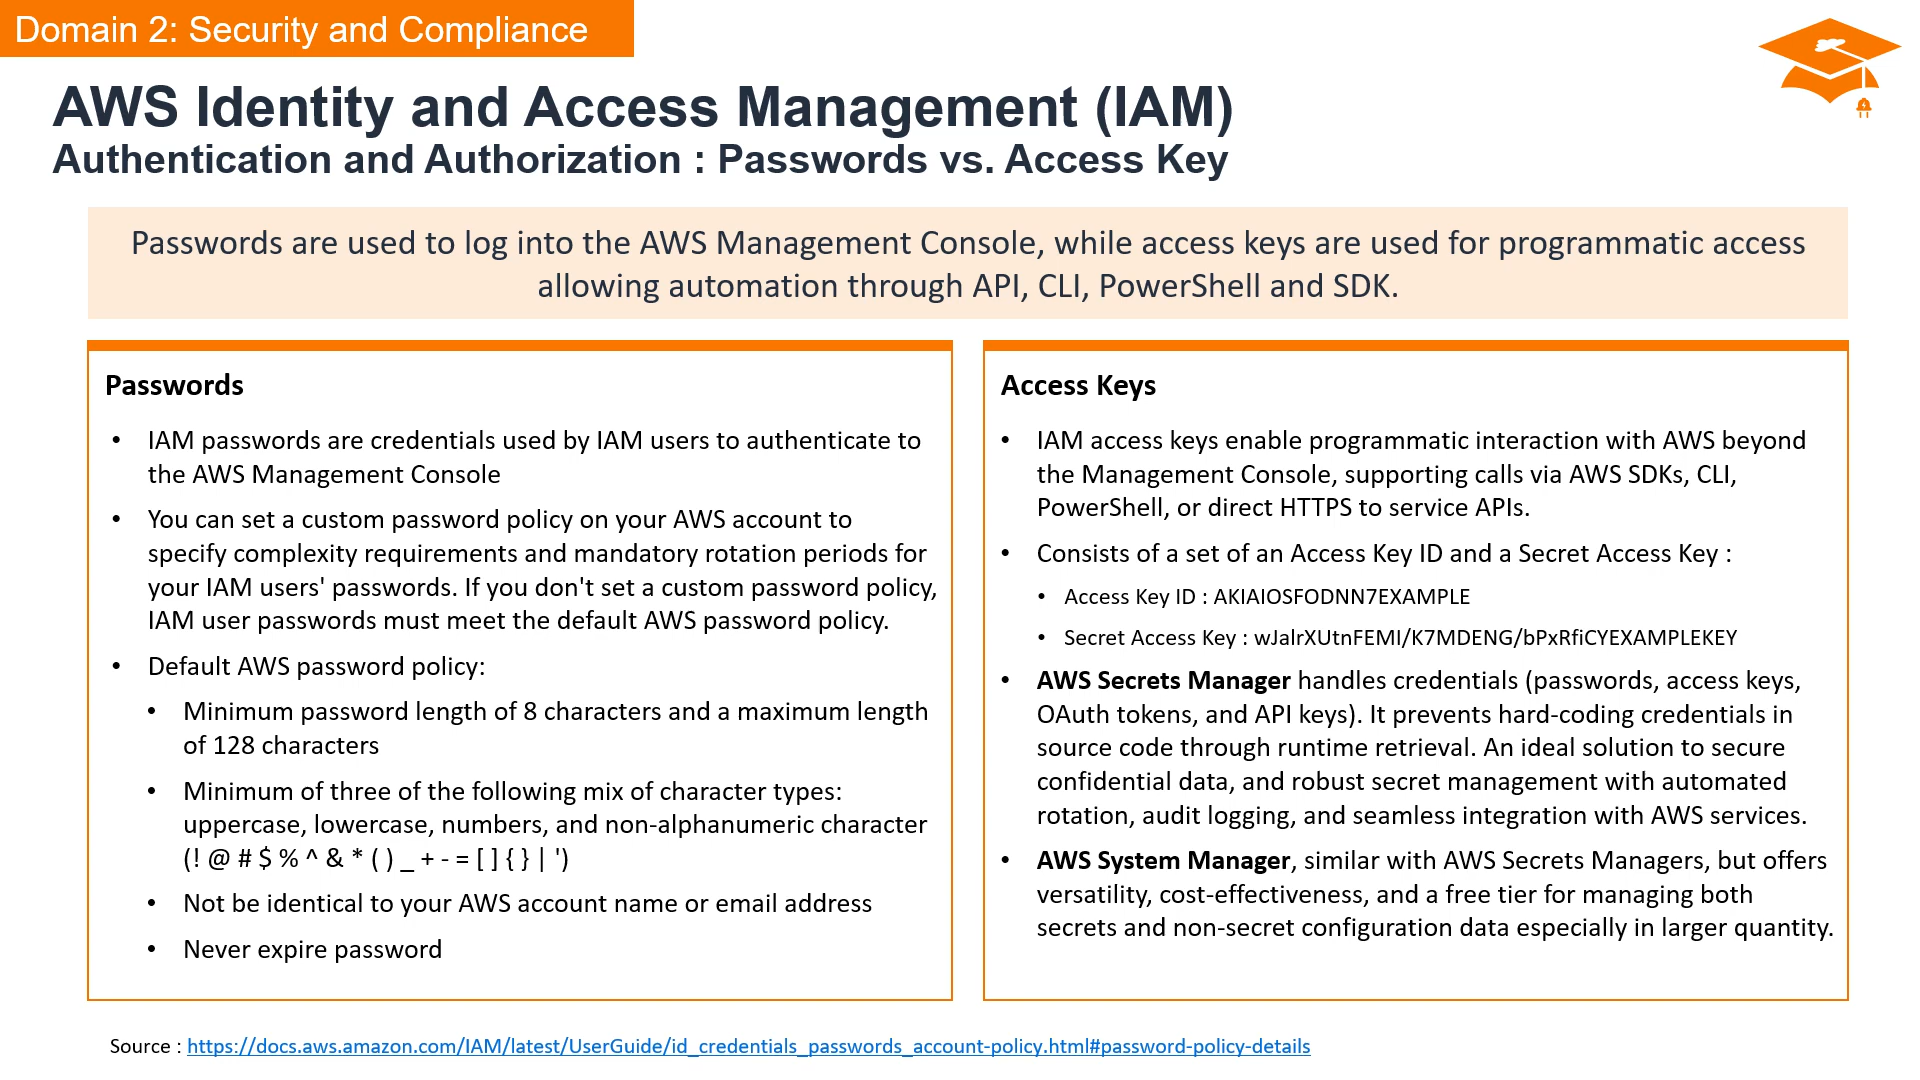 Domain 2: Security and Compliance
AWS Identity and Access Management (IAM)
Authentication and Authorization : Passwords vs. Access Key
Passwords are used to log into the AWS Management Console, while access keys are used for programmatic access
allowing automation through API, CLI, PowerShell and SDK.
Passwords
• IAM passwords are credentials used by IAM users to authenticate to
the AWS Management Console
• You can set a custom password policy on your AWS account to
specify complexity requirements and mandatory rotation periods for
your IAM users' passwords. If you don't set a custom password policy,
IAM user passwords must meet the default AWS password policy.
• Default AWS password policy:
• Minimum password length of 8 characters and a maximum length
of 128 characters
• Minimum of three of the following mix of character types:
uppercase, lowercase, numbers, and non-alphanumeric character
(! @ # $ % ^ & * ( ) _ + - = [ ] { } | ')
• Not be identical to your AWS account name or email address
• Never expire password
Access Keys
• IAM access keys enable programmatic interaction with AWS beyond
the Management Console, supporting calls via AWS SDKs, CLI,
PowerShell, or direct HTTPS to service APIs.
• Consists of a set of an Access Key ID and a Secret Access Key :
• Access Key ID : AKIAIOSFODNN7EXAMPLE
• Secret Access Key : wJalrXUtnFEMI/K7MDENG/bPxRfiCYEXAMPLEKEY
• AWS Secrets Manager handles credentials (passwords, access keys,
OAuth tokens, and API keys). It prevents hard-coding credentials in
source code through runtime retrieval. An ideal solution to secure
confidential data, and robust secret management with automated
rotation, audit logging, and seamless integration with AWS services.
• AWS System Manager, similar with AWS Secrets Managers, but offers
versatility, cost-effectiveness, and a free tier for managing both
secrets and non-secret configuration data especially in larger quantity.
Source : https://docs.aws.amazon.com/IAM/latest/UserGuide/id_credentials_passwords_account-policy.html#password-policy-details